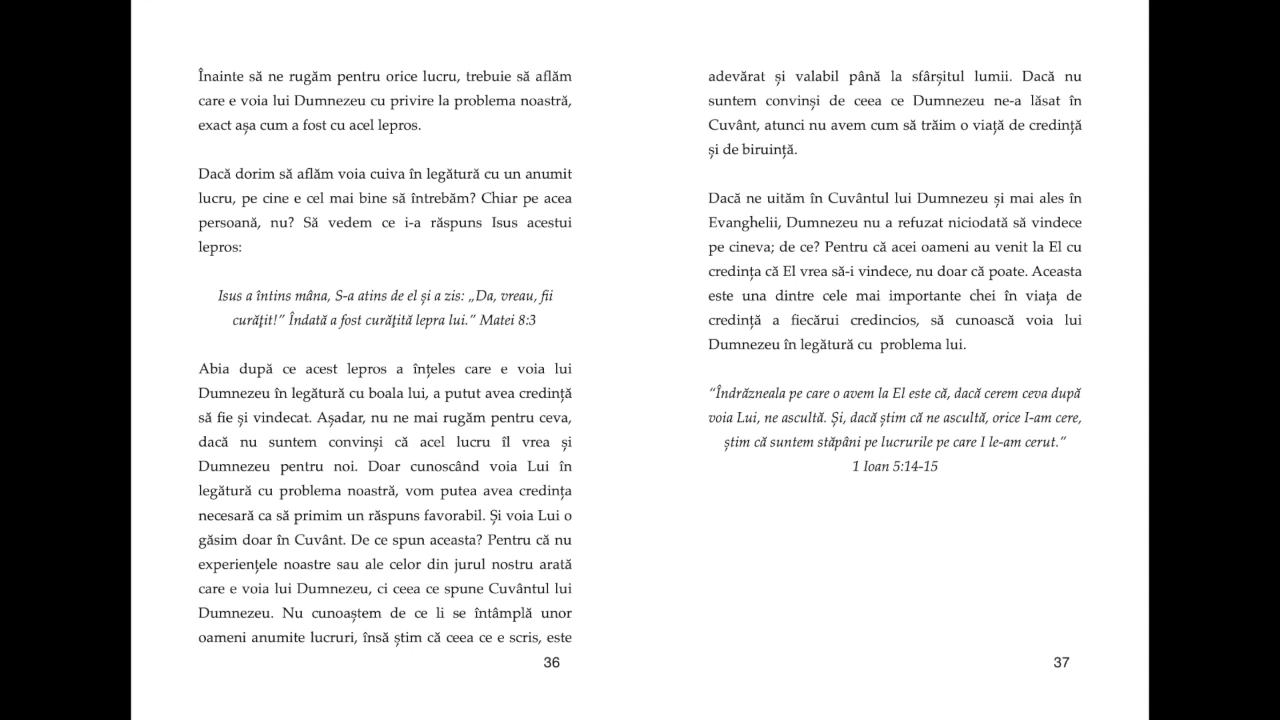 Înainte să ne rugăm pentru orice lucru, trebuie să aflăm
care e voia lui Dumnezeu cu privire la problema noastră,
exact așa cum a fost cu acel lepros.
Dacă dorim să aflăm voia cuiva în legătură cu un anumit
lucru, pe cine e cel mai bine să întrebăm? Chiar pe acea
persoană, nu? Să vedem ce i-a răspuns Isus acestui
lepros:
Isus a întins mâna, S-a atins de el și a zis: „Da, vreau, fii
curăţit!” Îndată a fost curăţită lepra lui.” Matei 8:3
Abia după ce acest lepros a înțeles care e voia lui
Dumnezeu în legătură cu boala lui, a putut avea credință
să fie și vindecat. Așadar, nu ne mai rugăm pentru ceva,
dacă nu suntem convinși că acel lucru îl vrea și
Dumnezeu pentru noi. Doar cunoscând voia Lui în
legătură cu problema noastră, vom putea avea credința
necesară ca să primim un răspuns favorabil. Și voia Lui o
găsim doar în Cuvânt. De ce spun aceasta? Pentru că nu
experiențele noastre sau ale celor din jurul nostru arată
care e voia lui Dumnezeu, ci ceea ce spune Cuvântul lui
Dumnezeu. Nu cunoaștem de ce li se întâmplă unor
oameni anumite lucruri, însă știm că ceea ce e scris, este
36
adevărat și valabil până la sfârșitul lumii. Dacă nu
suntem convinși de ceea ce Dumnezeu ne-a lăsat în
Cuvânt, atunci nu avem cum să trăim o viață de credință
și de biruință.
Dacă ne uităm în Cuvântul lui Dumnezeu și mai ales în
Evanghelii, Dumnezeu nu a refuzat niciodată să vindece
pe cineva; de ce? Pentru că acei oameni au venit la El cu
credința că El vrea să-i vindece, nu doar că poate. Aceasta
este una dintre cele mai importante chei în viața de
credință a fiecărui credincios, să cunoască voia lui
Dumnezeu în legătură cu problema lui.
“Îndrăzneala pe care o avem la El este că, dacă cerem ceva după
voia Lui, ne ascultă. Și, dacă știm că ne ascultă, orice I-am cere,
știm că suntem stăpâni pe lucrurile pe care I le-am cerut.”
1 Ioan 5:14-15
37